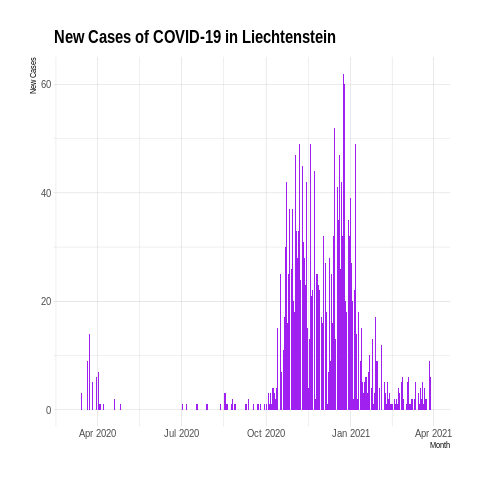 New Cases of COVID-19 in Liechtenstein
New Cases
60
40
20
0
Apr 2020 Jul 2020 Oct 2020 Jan 2021 Apr 2021
Month